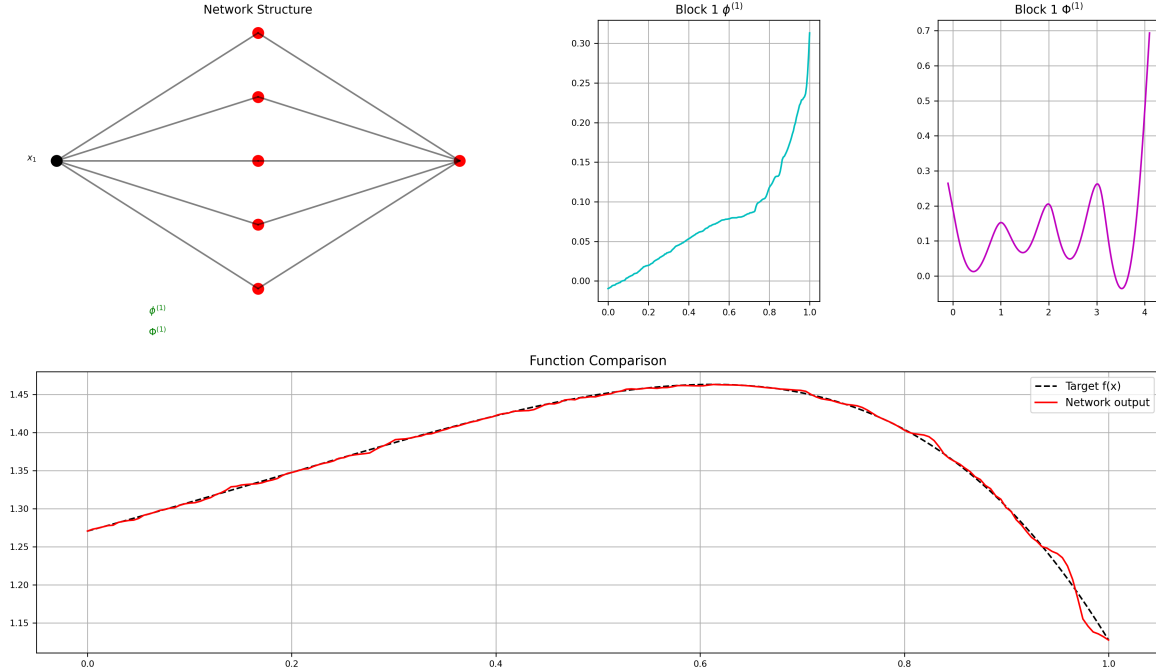 Network Structure
x₁
ϕ⁽¹⁾
Φ⁽¹⁾
Block 1 ϕ⁽¹⁾
0.30
0.25
0.20
0.15
0.10
0.05
0.00
0.0 0.2 0.4 0.6 0.8 1.0
Block 1 Φ⁽¹⁾
0.7
0.6
0.5
0.4
0.3
0.2
0.1
0.0
0 1 2 3 4
Function Comparison
Target f(x)
Network output
1.45
1.40
1.35
1.30
1.25
1.20
1.15
0.0 0.2 0.4 0.6 0.8 1.0